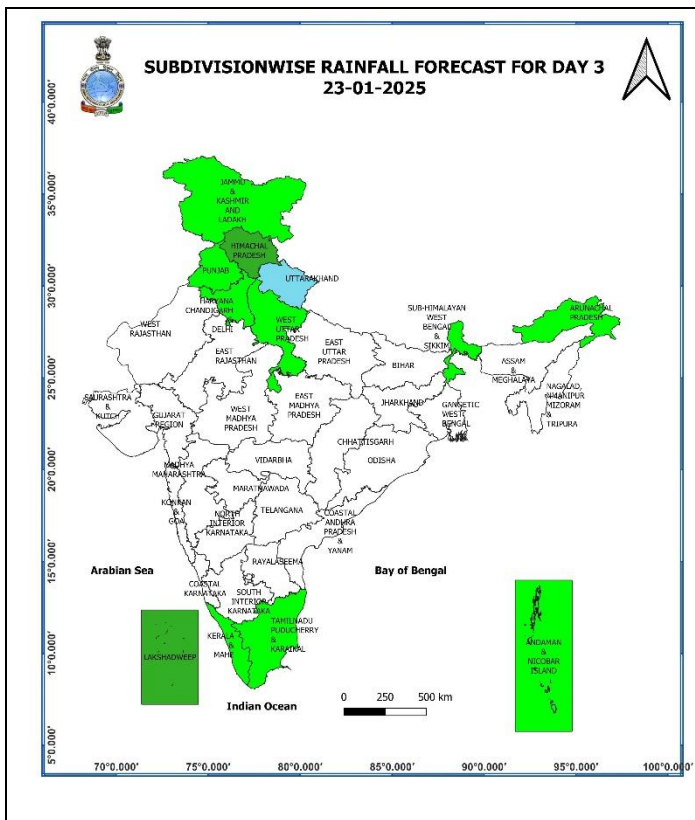 SUBDIVISIONWISE RAINFALL FORECAST FOR DAY 3
23-01-2025
40°0.000'
35°0.000'
30°0.000'
25°0.000'
20°0.000'
15°0.000'
10°0.000'
5°0.000'
JAMMU
&
KASHMIR
AND
LADAKH
HIMACHAL
PRADESH
PUNJAB
UTTARAKHAND
HARYANA
CHANDIGARH
&
DELHI
WEST
UTTAR
PRADESH
WEST
RAJASTHAN
EAST
RAJASTHAN
EAST
UTTAR
PRADESH
SUB-HIMALAYAN
WEST
BENGAL
&
SIKKIM
ARUNACHAL
PRADESH
BIHAR
ASSAM
&
MEGHALAYA
NAGALAD,
MANIPUR
MIZORAM
&
TRIPURA
SAURASHTRA
&
KUTCH
GUJARAT
REGION
WEST
MADHYA
PRADESH
EAST
MADHYA
PRADESH
JHARKHAND
GANGETIC
WEST
BENGAL
CHHATTISGARH
ODISHA
VIDARBHA
MADHYA
MAHARASHTRA
MARATHAWADA
KONKAN
&
GOA
NORTH
INTERIOR
KARNATAKA
TELANGANA
COASTAL
ANDHRA
PRADESH
&
YANAM
RAYALASEEMA
Arabian Sea
Bay of Bengal
COASTAL
KARNATAKA
SOUTH
INTERIOR
KARNATAKA
TAMILNADU
PUDUCHERRY
&
KARAIKAL
KERALA
&
MAHE
LAKSHADWEEP
ANDAMAN
&
NICOBAR
ISLAND
Indian Ocean
0 250 500 km
70°0.000' 75°0.000' 80°0.000' 85°0.000' 90°0.000' 95°0.000' 100°0.000'